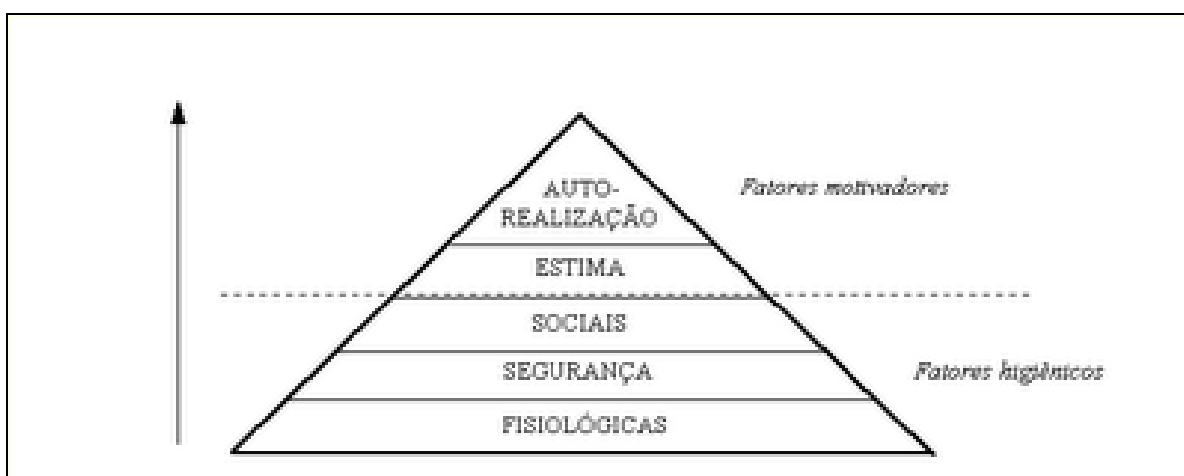 AUTO-
REALIZAÇÃO
Fatores motivadores
ESTIMA
SOCIAIS
SEGURANÇA
Fatores higiênicos
FISIOLÓGICAS